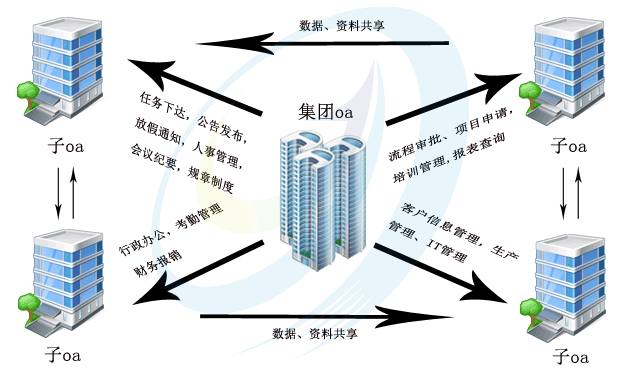 数据、资料共享
集团oa
任务下达，公告发布，
放假通知，人事管理，
会议纪要，规章制度
流程审批、项目申请，
培训管理,报表查询
子oa
子oa
行政办公，考勤管理
财务报销
客户信息管理，生产
管理、IT管理
数据、资料共享
子oa
子oa